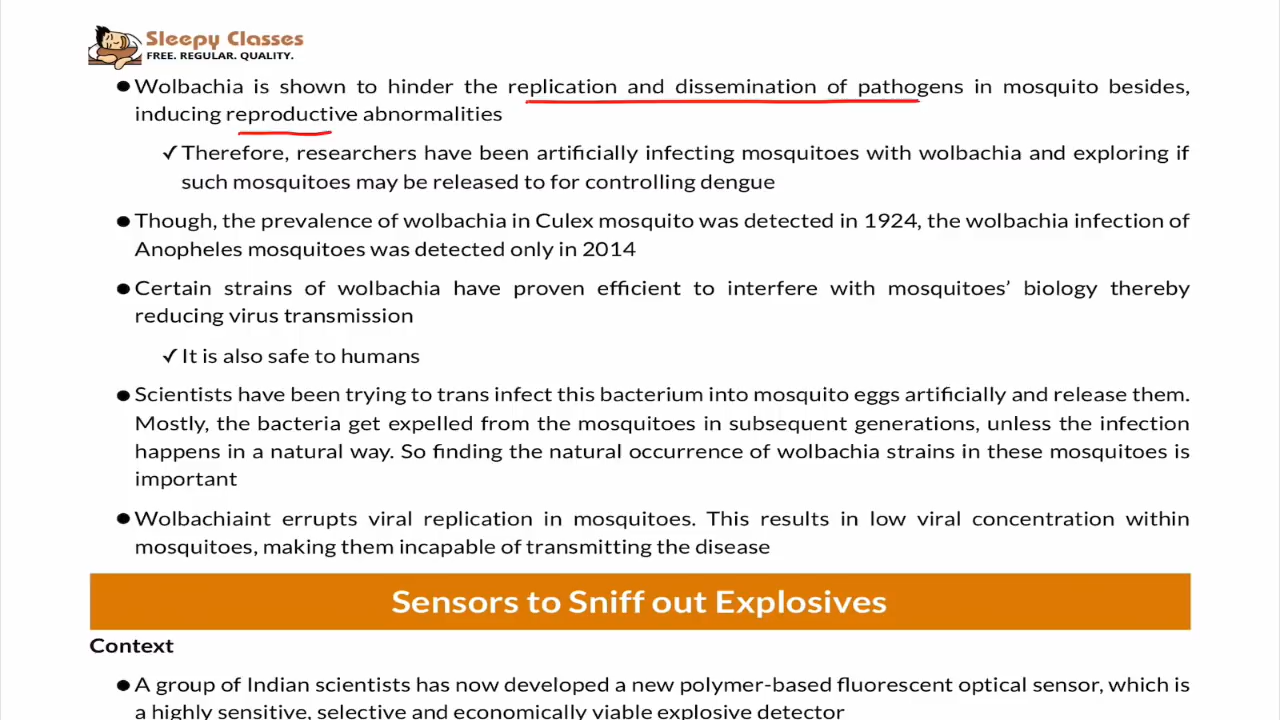 Sleepy Classes
FREE. REGULAR. QUALITY.
● Wolbachia is shown to hinder the replication and dissemination of pathogens in mosquito besides,
inducing reproductive abnormalities
✓ Therefore, researchers have been artificially infecting mosquitoes with wolbachia and exploring if
such mosquitoes may be released to for controlling dengue
● Though, the prevalence of wolbachia in Culex mosquito was detected in 1924, the wolbachia infection of
Anopheles mosquitoes was detected only in 2014
● Certain strains of wolbachia have proven efficient to interfere with mosquitoes’ biology thereby
reducing virus transmission
✓ It is also safe to humans
● Scientists have been trying to trans infect this bacterium into mosquito eggs artificially and release them.
Mostly, the bacteria get expelled from the mosquitoes in subsequent generations, unless the infection
happens in a natural way. So finding the natural occurrence of wolbachia strains in these mosquitoes is
important
● Wolbachiaint errupts viral replication in mosquitoes. This results in low viral concentration within
mosquitoes, making them incapable of transmitting the disease
Sensors to Sniff out Explosives
Context
● A group of Indian scientists has now developed a new polymer-based fluorescent optical sensor, which is
a highly sensitive, selective and economically viable explosive detector